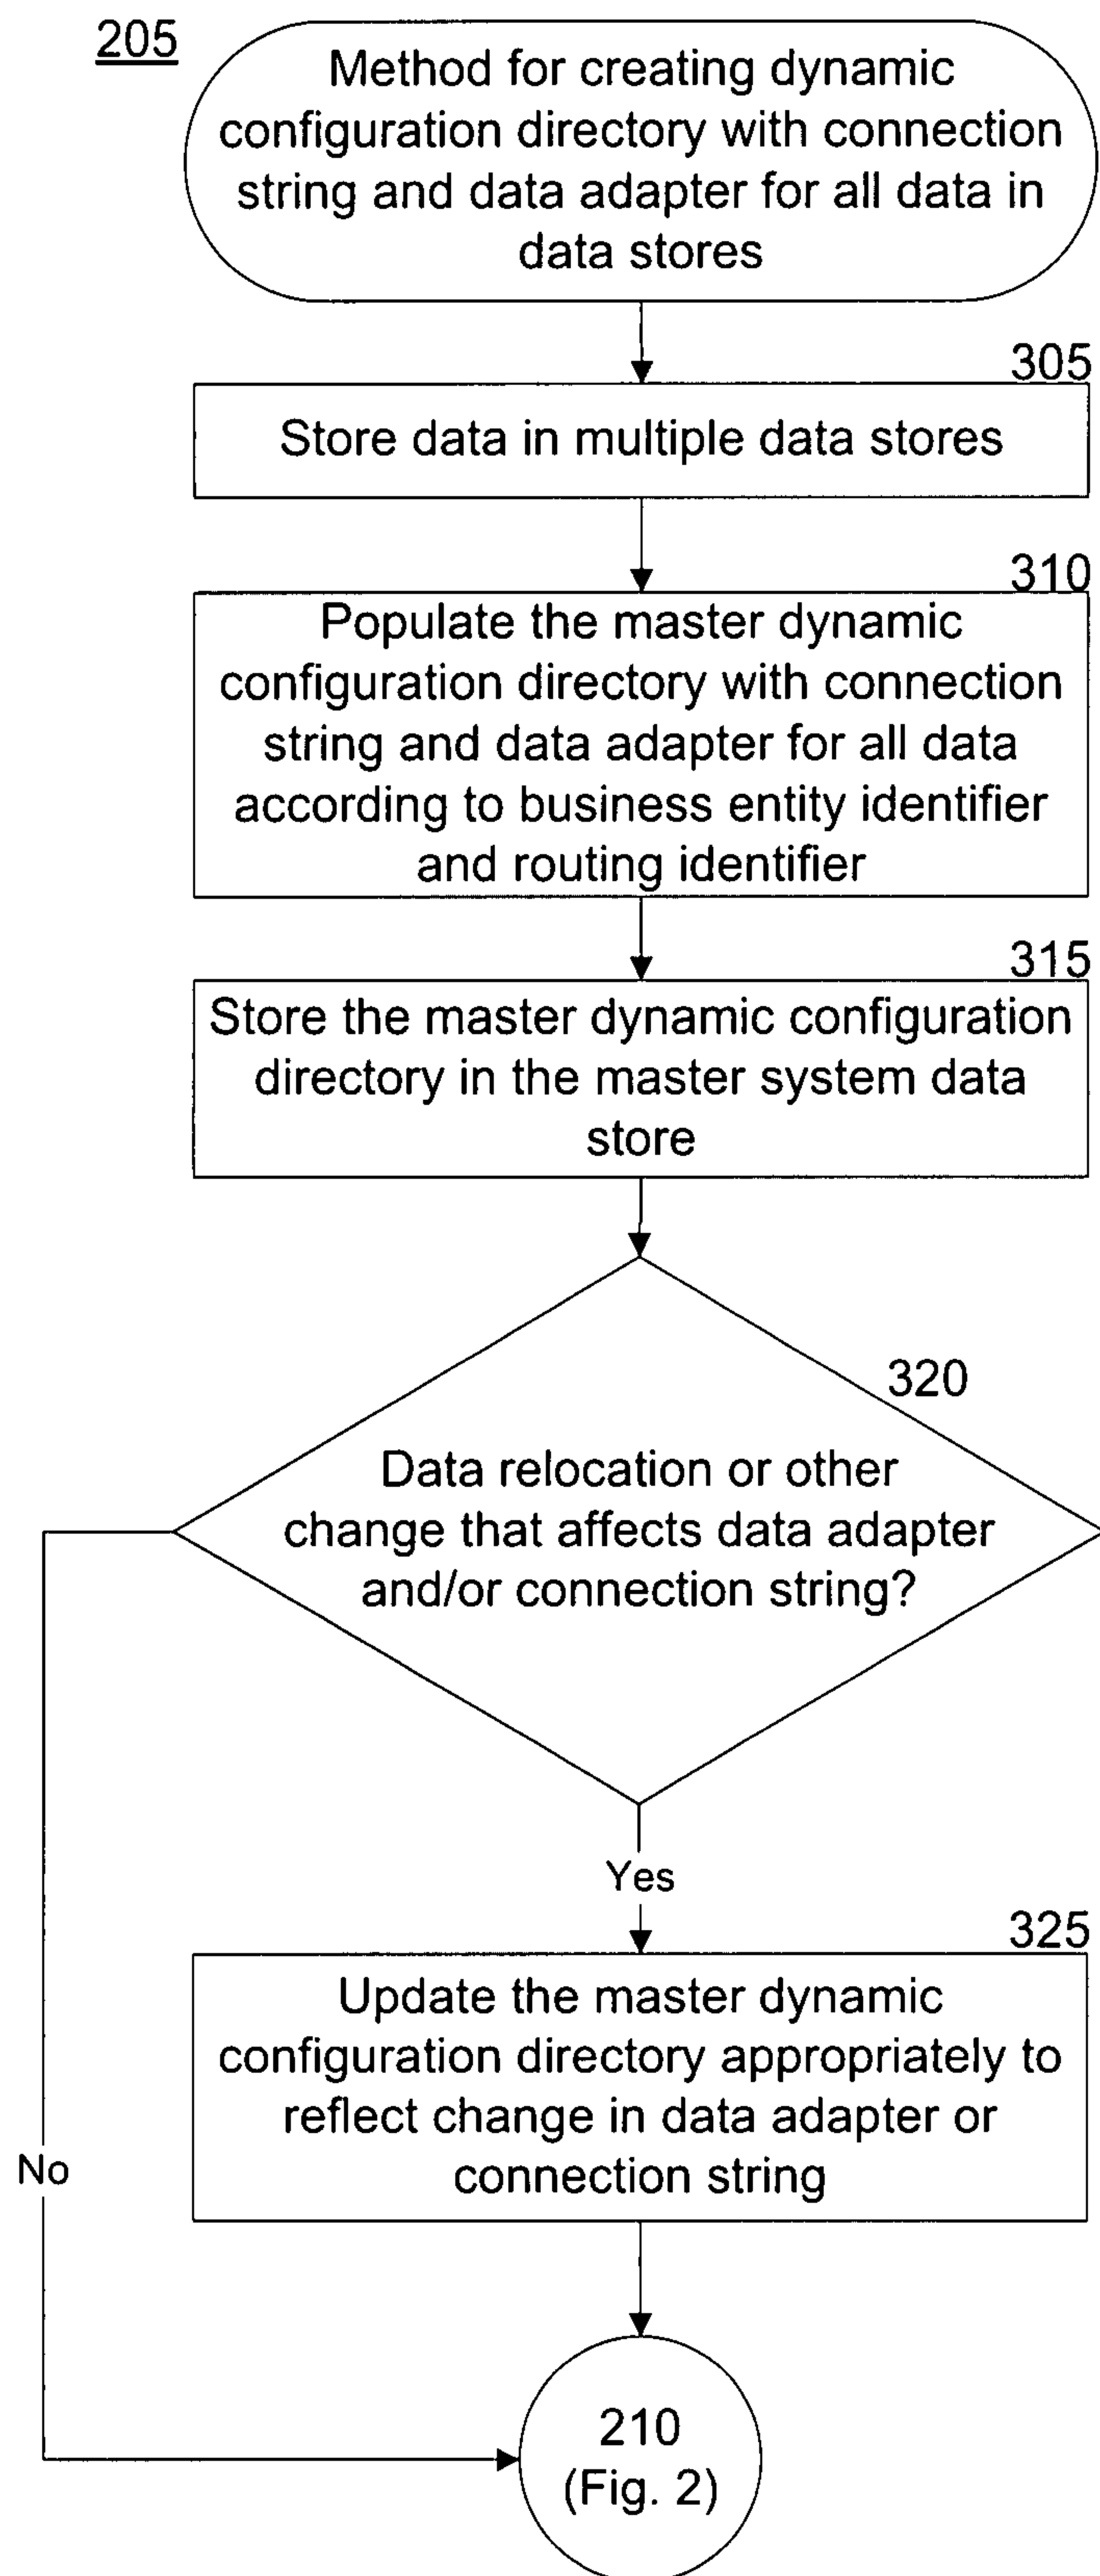 205
Method for creating dynamic
configuration directory with connection
string and data adapter for all data in
data stores
305
Store data in multiple data stores
310
Populate the master dynamic
configuration directory with connection
string and data adapter for all data
according to business entity identifier
and routing identifier
315
Store the master dynamic configuration
directory in the master system data
store
320
Data relocation or other
change that affects data adapter
and/or connection string?
Yes
325
Update the master dynamic
configuration directory appropriately to
reflect change in data adapter or
connection string
No
210
(Fig. 2)